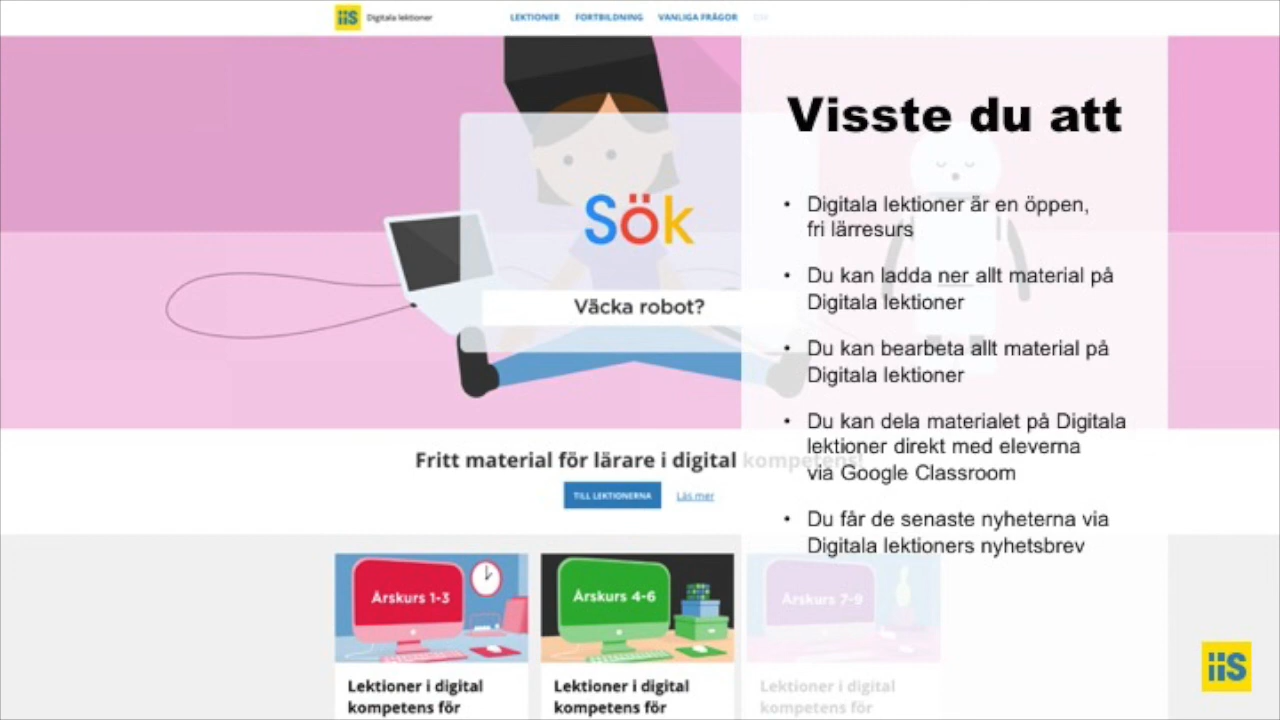 iis Digitala lektioner
LEKTIONER FORTBILDNING VANLIGA FRÅGOR EN
Sök
Väcka robot?
Fritt material för lärare i digital kompetens!
TILL LEKTIONERNA Läs mer
Årskurs 1-3
Lektioner i digital
kompetens för
Årskurs 4-6
Lektioner i digital
kompetens för
Årskurs 7-9
Lektioner i digital
kompetens för
Visste du att
• Digitala lektioner är en öppen,
fri lärresurs
• Du kan ladda ner allt material på
Digitala lektioner
• Du kan bearbeta allt material på
Digitala lektioner
• Du kan dela materialet på Digitala
lektioner direkt med eleverna
via Google Classroom
• Du får de senaste nyheterna via
Digitala lektioners nyhetsbrev
iis